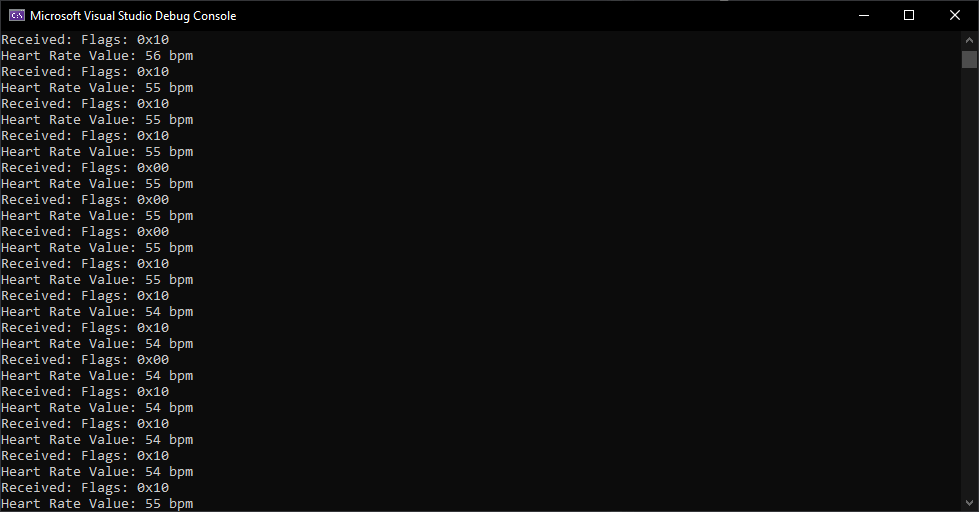 Microsoft Visual Studio Debug Console
Received: Flags: 0x10
Heart Rate Value: 56 bpm
Received: Flags: 0x10
Heart Rate Value: 55 bpm
Received: Flags: 0x10
Heart Rate Value: 55 bpm
Received: Flags: 0x10
Heart Rate Value: 55 bpm
Received: Flags: 0x00
Heart Rate Value: 55 bpm
Received: Flags: 0x00
Heart Rate Value: 55 bpm
Received: Flags: 0x00
Heart Rate Value: 55 bpm
Received: Flags: 0x10
Heart Rate Value: 55 bpm
Received: Flags: 0x10
Heart Rate Value: 54 bpm
Received: Flags: 0x10
Heart Rate Value: 54 bpm
Received: Flags: 0x00
Heart Rate Value: 54 bpm
Received: Flags: 0x10
Heart Rate Value: 54 bpm
Received: Flags: 0x10
Heart Rate Value: 54 bpm
Received: Flags: 0x10
Heart Rate Value: 54 bpm
Received: Flags: 0x10
Heart Rate Value: 55 bpm